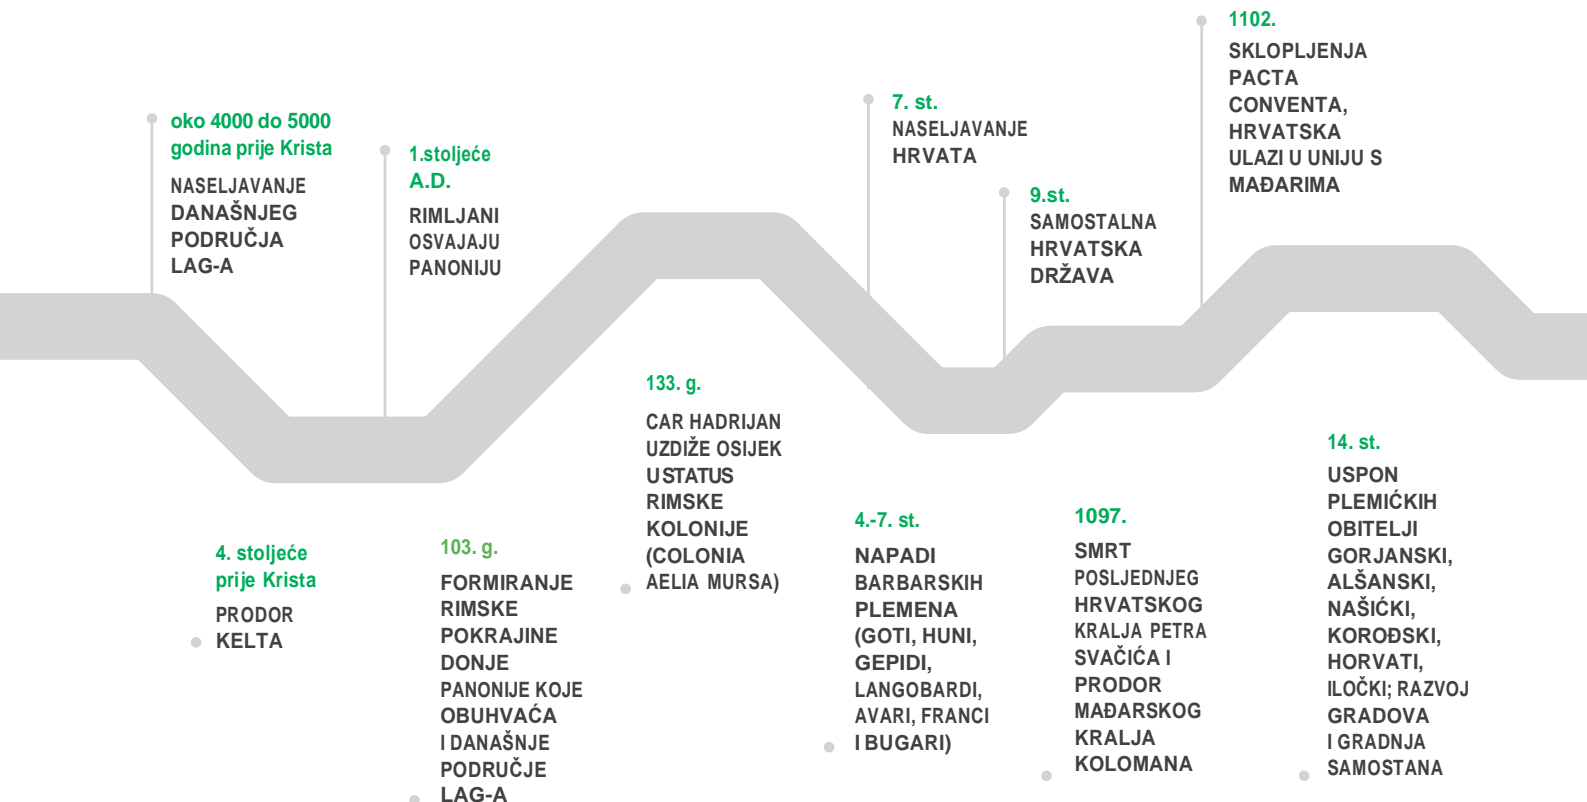 oko 4000 do 5000
godina prije Krista
NASELJAVANJE
DANAŠNJEG
PODRUČJA
LAG-A
4. stoljeće
prije Krista
PRODOR
KELTA
1.stoljeće
A.D.
RIMLJANI
OSVAJAJU
PANONIJU
103. g.
FORMIRANJE
RIMSKE
POKRAJINE
DONJE
PANONIJE KOJE
OBUHVAĆA
I DANAŠNJE
PODRUČJE
LAG-A
133. g.
CAR HADRIJAN
UZDIŽE OSIJEK
USTATUS
RIMSKE
KOLONIJE
(COLONIA
AELIA MURSA)
4.-7. st.
NAPADI
BARBARSKIH
PLEMENA
(GOTI, HUNI,
GEPIDI,
LANGOBARDI,
AVARI, FRANCI
I BUGARI)
7. st.
NASELJAVANJE
HRVATA
9.st.
SAMOSTALNA
HRVATSKA
DRŽAVA
1097.
SMRT
POSLJEDNJEG
HRVATSKOG
KRALJA PETRA
SVAČIĆA I
PRODOR
MAĐARSKOG
KRALJA
KOLOMANA
1102.
SKLOPLJENJA
PACTA
CONVENTA,
HRVATSKA
ULAZI U UNIJU S
MAĐARIMA
14. st.
USPON
PLEMIĆKIH
OBITELJI
GORJANSKI,
ALŠANSKI,
NAŠIĆKI,
KOROĐSKI,
HORVATI,
ILOČKI; RAZVOJ
GRADOVA
I GRADNJA
SAMOSTANA